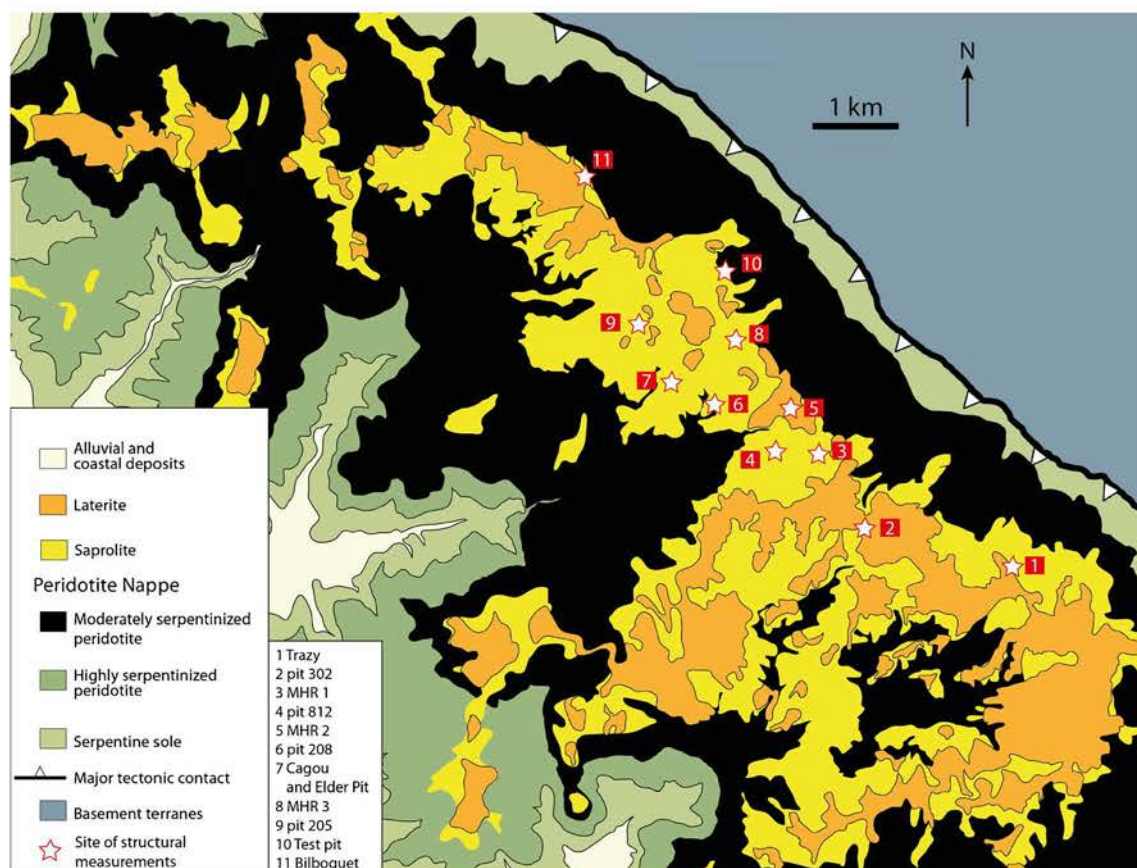 N
1 km
11
10
9
8
7
6
5
4
3
2
1
Alluvial and
coastal deposits
Laterite
Saprolite
Peridotite Nappe
Moderately serpentinized
peridotite
Highly serpentinized
peridotite
Serpentine sole
Major tectonic contact
Basement terranes
Site of structural
measurements
1 Trazy
2 pit 302
3 MHR 1
4 pit 812
5 MHR 2
6 pit 208
7 Cagou
and Elder Pit
8 MHR 3
9 pit 205
10 Test pit
11 Bilboquet